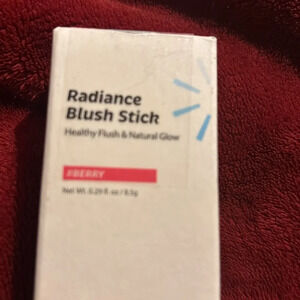 Radiance
Blush Stick
Healthy Flush & Natural Glow
#BERRY
Net Wt. 0.29 fl. oz / 8.5g